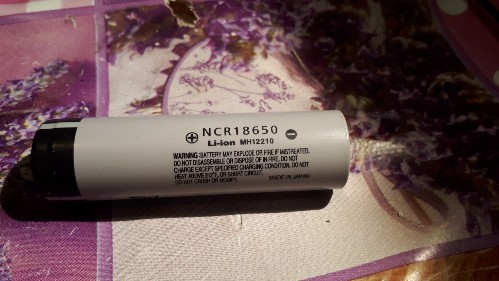 ⊕ NCR18650 ⊖
Li-ion MH12210
WARNING: BATTERY MAY EXPLODE OR FIRE IF MISTREATED.
DO NOT DISASSEMBLE OR DISPOSE OF IN FIRE. DO NOT
CHARGE EXCEPT SPECIFIED CHARGING CONDITION. DO NOT
HEAT ABOVE 212°F, OR SHORT CIRCUIT.
DO NOT CRUSH OR MODIFY. MADE IN JAPAN